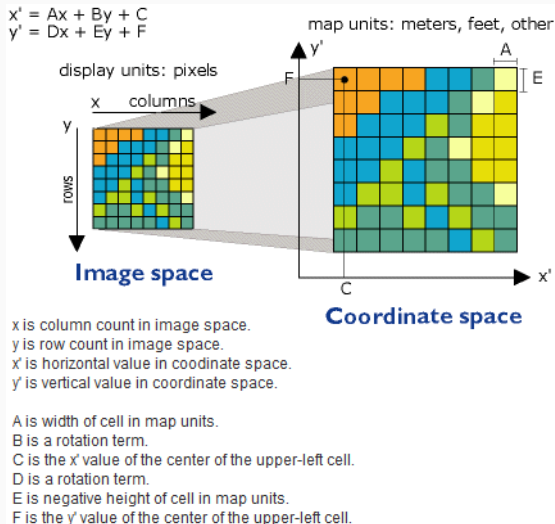 x' = Ax + By + C
y' = Dx + Ey + F
map units: meters, feet, other
y'
A
F
E
display units: pixels
x columns
y
rows
Image space
C
x'
Coordinate space
x is column count in image space.
y is row count in image space.
x' is horizontal value in coodinate space.
y' is vertical value in coordinate space.
A is width of cell in map units.
B is a rotation term.
C is the x' value of the center of the upper-left cell.
D is a rotation term.
E is negative height of cell in map units.
F is the y' value of the center of the upper-left cell.